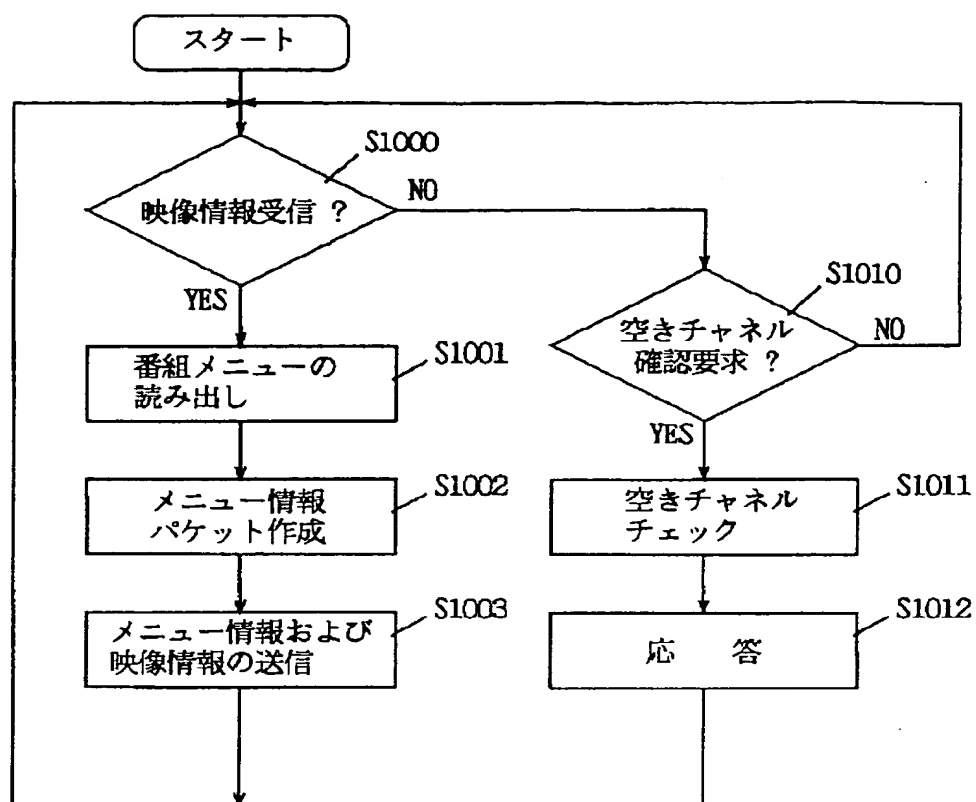 スタート
S1000
映像情報受信 ?
NO
YES
S1010
空きチャネル
確認要求 ?
NO
YES
番組メニューの
読み出し
S1001
メニュー情報
パケット作成
S1002
空きチャネル
チェック
S1011
メニュー情報および
映像情報の送信
S1003
応 答
S1012